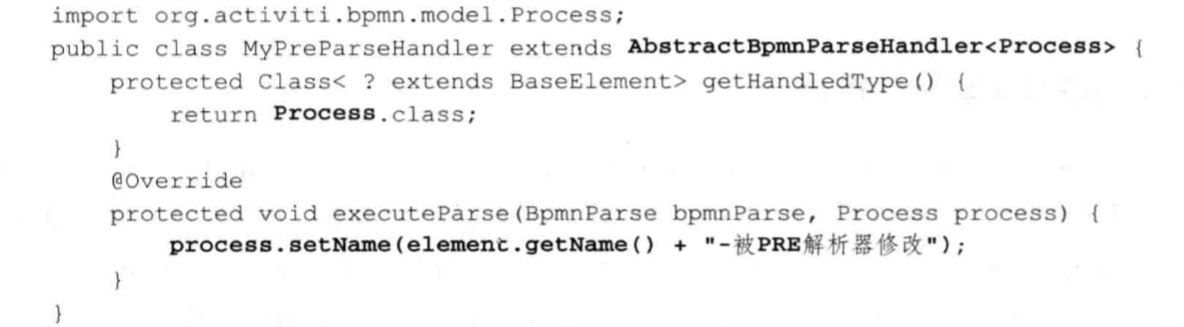 import org.activiti.bpmn.model.Process;
public class MyPreParseHandler extends AbstractBpmnParseHandler<Process> {
    protected Class< ? extends BaseElement> getHandledType() {
        return Process.class;
    }
    @Override
    protected void executeParse(BpmnParse bpmnParse, Process process) {
        process.setName(element.getName() + "-被PRE解析器修改");
    }
}